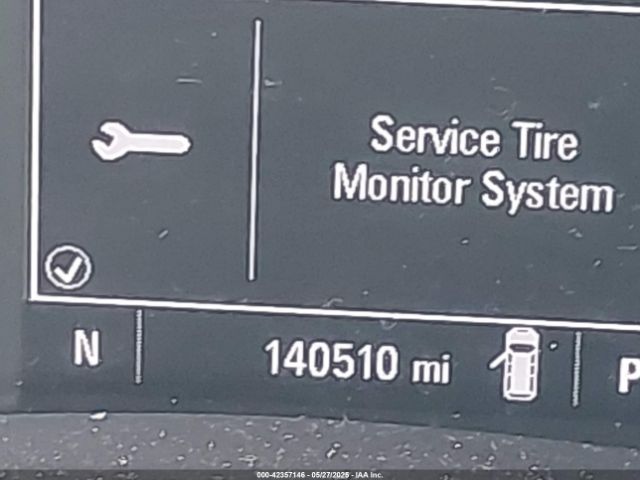 Service Tire
Monitor System
N
140510 mi
P
000-42357146 - 05/27/2025 - IAA Inc.